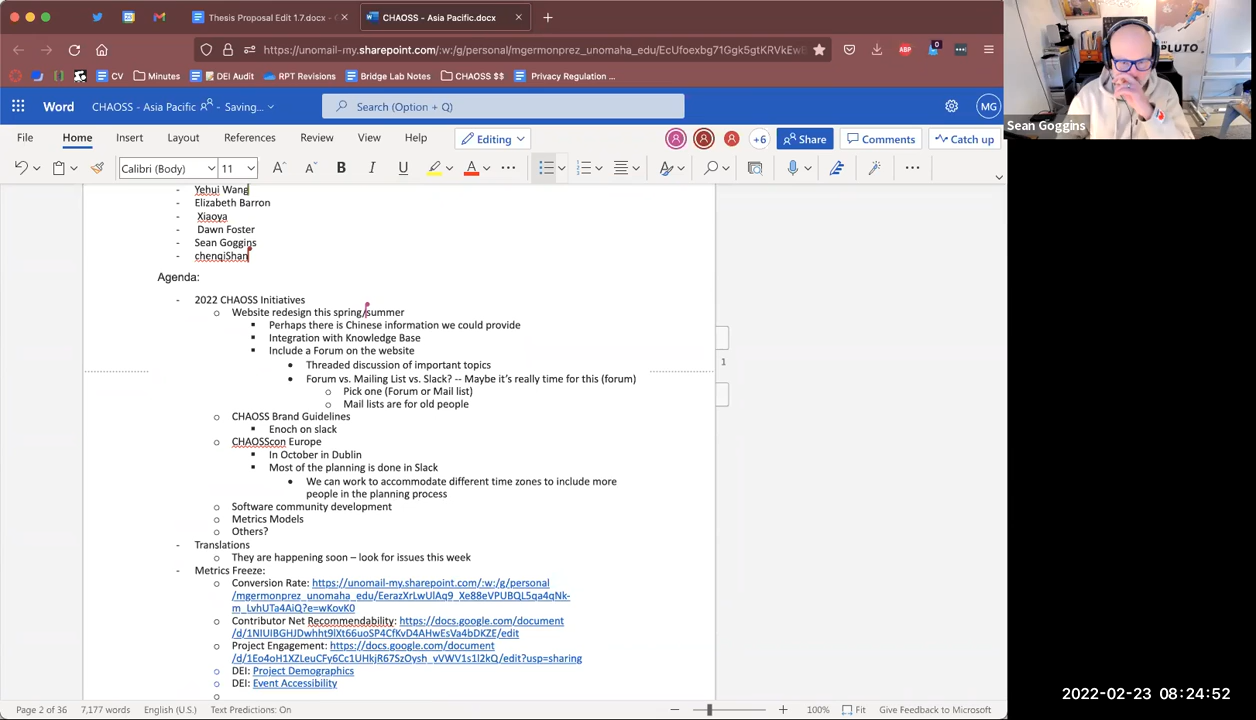 Thesis Proposal Edit 1.7.docx -
CHAOSS - Asia Pacific.docx
https://unomail-my.sharepoint.com/:w:/g/personal/mgermonprez_unomaha_edu/EcUfoexbg71Ggk5gtKRVkEwE
CV
Minutes
DEI Audit
RPT Revisions
Bridge Lab Notes
CHAOSS $$
Privacy Regulation ...
Word
CHAOSS - Asia Pacific
- Saving...
Search (Option + Q)
MG
File
Home
Insert
Layout
References
Review
View
Help
Editing
+6
Share
Comments
Catch up
Calibri (Body)
11
- Yehui Wang
- Elizabeth Barron
- Xiaoya
- Dawn Foster
- Sean Goggins
- chenqiShan
Agenda:
- 2022 CHAOSS Initiatives
o Website redesign this spring/summer
▪ Perhaps there is Chinese information we could provide
▪ Integration with Knowledge Base
▪ Include a Forum on the website
• Threaded discussion of important topics
• Forum vs. Mailing List vs. Slack? -- Maybe it's really time for this (forum)
o Pick one (Forum or Mail list)
o Mail lists are for old people
o CHAOSS Brand Guidelines
▪ Enoch on slack
o CHAOSScon Europe
▪ In October in Dublin
▪ Most of the planning is done in Slack
• We can work to accommodate different time zones to include more
people in the planning process
o Software community development
o Metrics Models
o Others?
- Translations
o They are happening soon – look for issues this week
- Metrics Freeze:
o Conversion Rate: https://unomail-my.sharepoint.com/:w:/g/personal
/mgermonprez_unomaha_edu/EerazXrLwUlAq9_Xe88eVPUBQL5qa4qNk-
m_LvhUTa4AiQ?e=wKovK0
o Contributor Net Recommendability: https://docs.google.com/document
/d/1NIUIBGHJDwhht9lXt66uoSP4CfKvD4AHwEsVa4bDKZE/edit
o Project Engagement: https://docs.google.com/document
/d/1Eo4oH1XZLeuCFy6Cc1UHkjR67SzOysh_vVWV1s1l2kQ/edit?usp=sharing
o DEI: Project Demographics
o DEI: Event Accessibility
o
1
Page 2 of 36
7,177 words
English (U.S.)
Text Predictions: On
100%
Fit
Give Feedback to Microsoft
PLUTO
Sean Goggins
2022-02-23 08:24:52